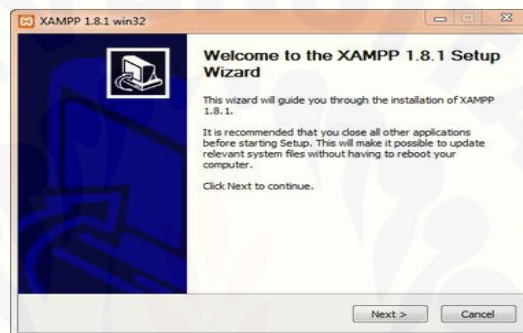 XAMPP 1.8.1 win32
Welcome to the XAMPP 1.8.1 Setup
Wizard
This wizard will guide you through the installation of XAMPP
1.8.1.
It is recommended that you close all other applications
before starting Setup. This will make it possible to update
relevant system files without having to reboot your
computer.
Click Next to continue.
Next >
Cancel